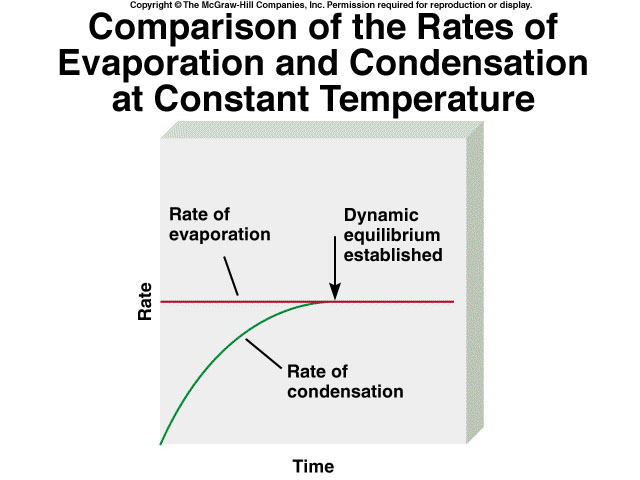 Copyright © The McGraw-Hill Companies, Inc. Permission required for reproduction or display.
Comparison of the Rates of
Evaporation and Condensation
at Constant Temperature
Rate of
evaporation
Dynamic
equilibrium
established
Rate
Rate of
condensation
Time